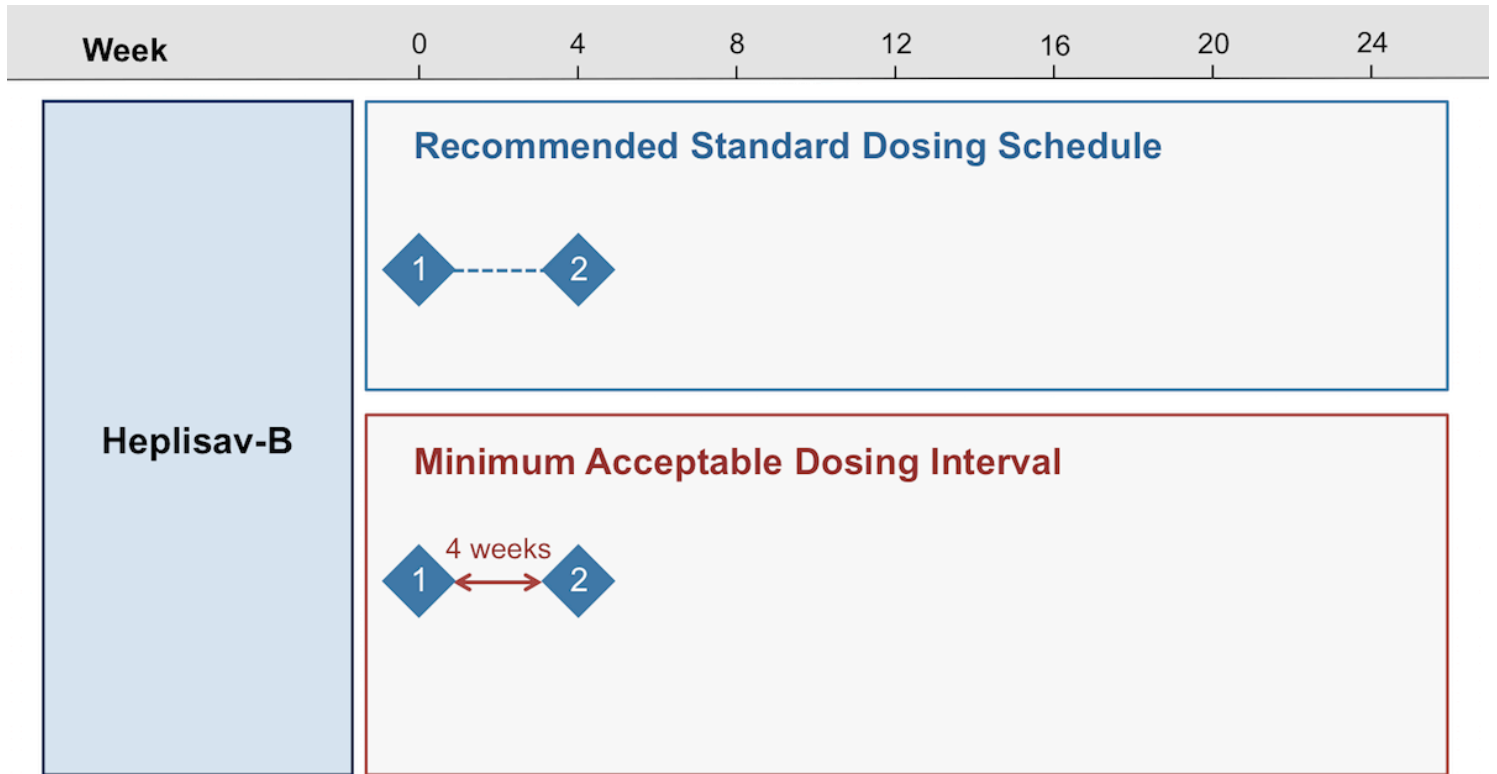 Week 0 4 8 12 16 20 24
Recommended Standard Dosing Schedule
1 2
Heplisav-B
Minimum Acceptable Dosing Interval
4 weeks
1 2